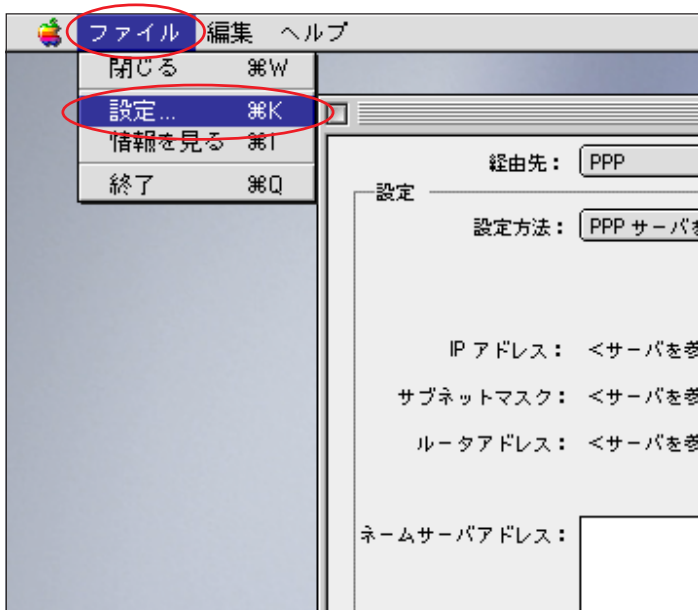 ファイル 編集 ヘルプ
閉じる ⌘W
設定... ⌘K
情報を見る ⌘I
終了 ⌘Q
経由先： PPP
設定
設定方法： PPP サーバを
IP アドレス： <サーバを参
サブネットマスク： <サーバを参
ルータアドレス： <サーバを参
ネームサーバアドレス：